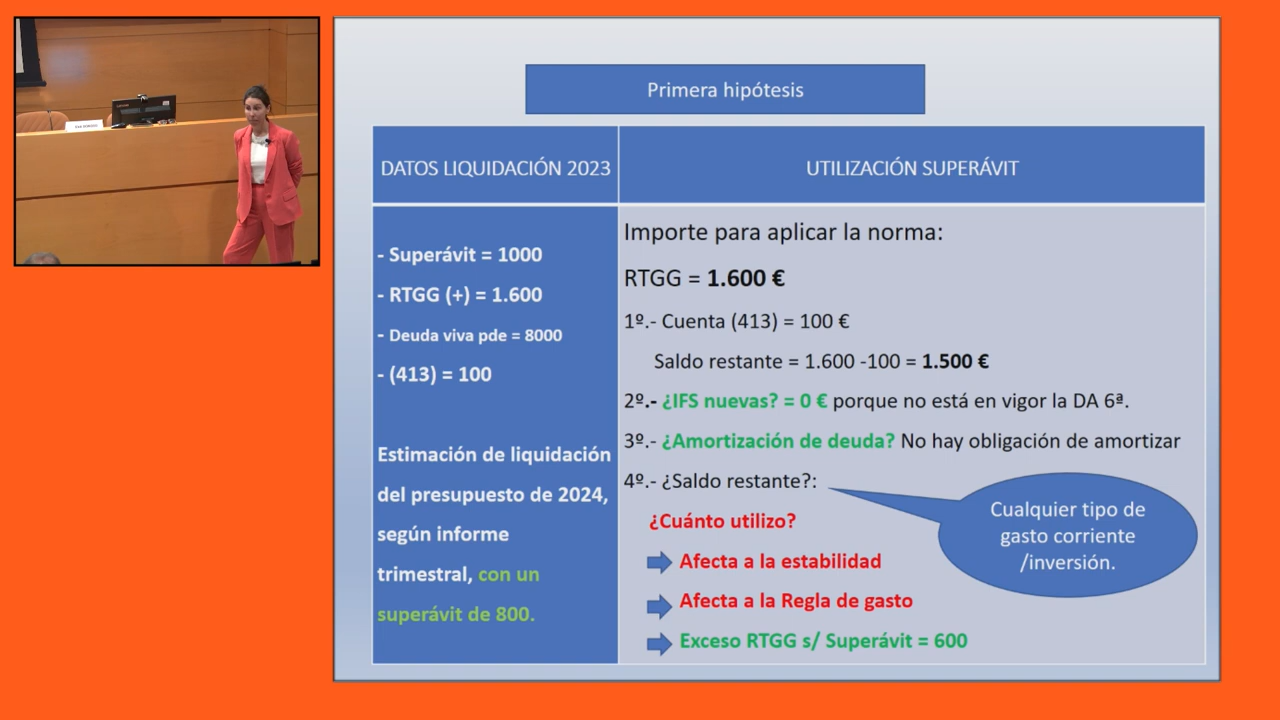 Primera hipótesis
DATOS LIQUIDACIÓN 2023
UTILIZACIÓN SUPERÁVIT
- Superávit = 1000
- RTGG (+) = 1.600
- Deuda viva pde = 8000
- (413) = 100
Estimación de liquidación
del presupuesto de 2024,
según informe
trimestral, con un
superávit de 800.
Importe para aplicar la norma:
RTGG = 1.600 €
1º.- Cuenta (413) = 100 €
Saldo restante = 1.600 -100 = 1.500 €
2º.- ¿IFS nuevas? = 0 € porque no está en vigor la DA 6ª.
3º.- ¿Amortización de deuda? No hay obligación de amortizar
4º.- ¿Saldo restante?:
¿Cuánto utilizo?
Afecta a la estabilidad
Afecta a la Regla de gasto
Exceso RTGG s/ Superávit = 600
Cualquier tipo de
gasto corriente
/inversión.